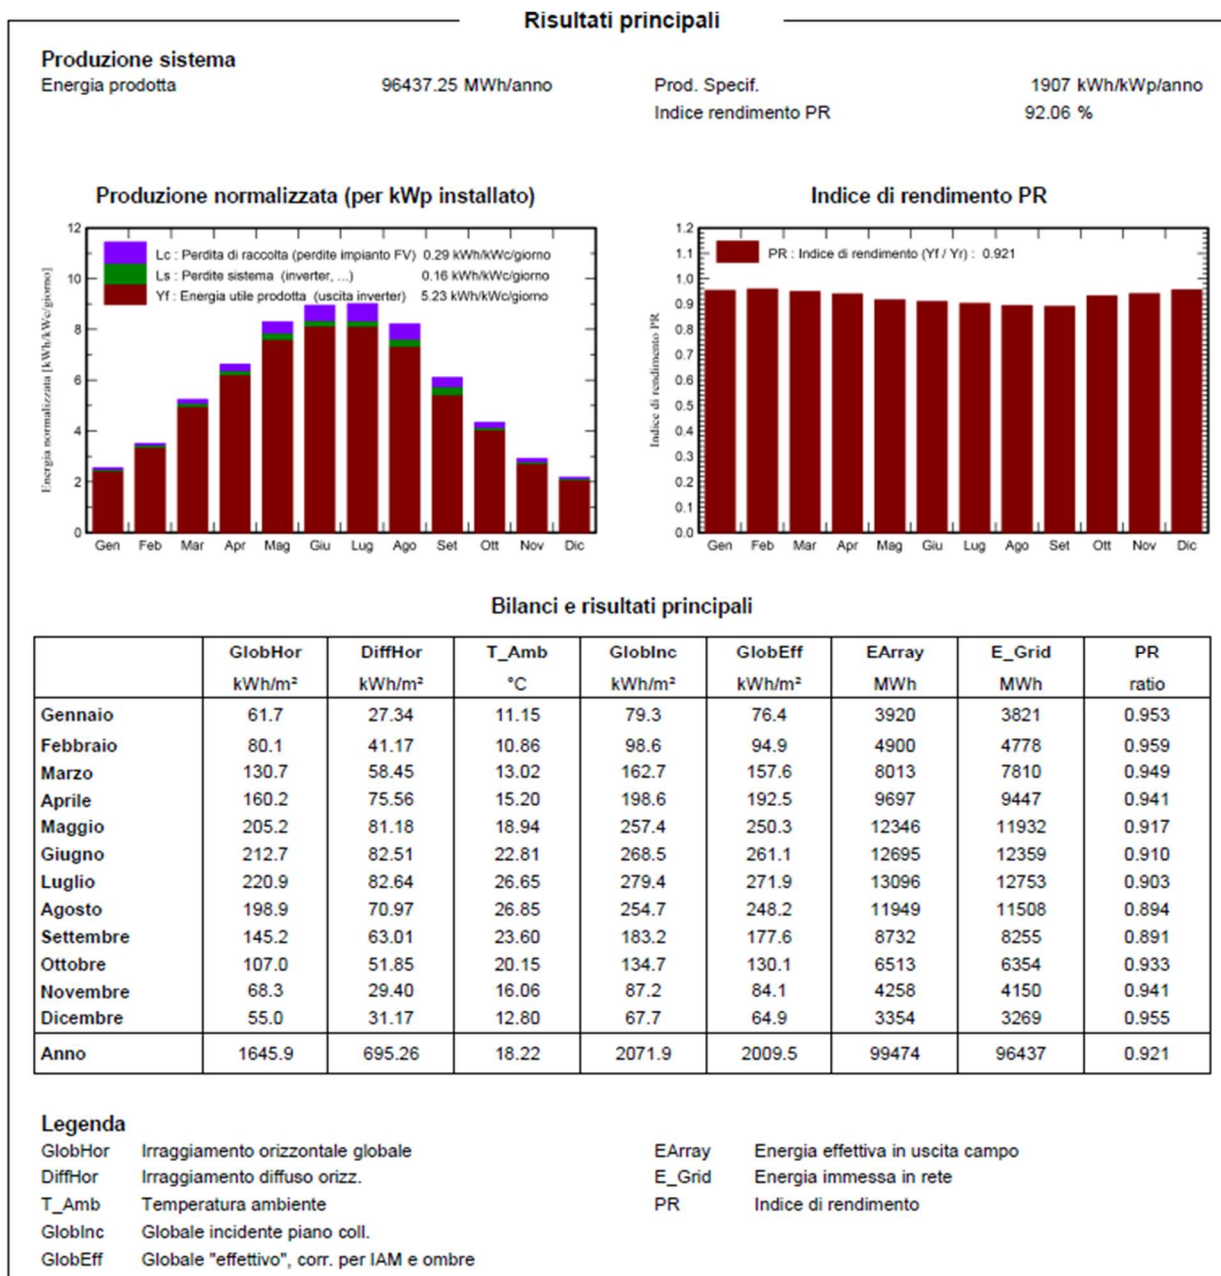 Risultati principali
Produzione sistema
Energia prodotta 96437.25 MWh/anno Prod. Specif. 1907 kWh/kWp/anno
Indice rendimento PR 92.06 %
Produzione normalizzata (per kWp installato)
12
10
8
6
4
2
0
Energia normalizzata [kWh/kWc/giorno]
Lc : Perdita di raccolta (perdite impianto FV) 0.29 kWh/kWc/giorno
Ls : Perdite sistema (inverter, ...) 0.16 kWh/kWc/giorno
Yf : Energia utile prodotta (uscita inverter) 5.23 kWh/kWc/giorno
Gen Feb Mar Apr Mag Giu Lug Ago Set Ott Nov Dic
Indice di rendimento PR
1.2
1.1
1.0
0.9
0.8
0.7
0.6
0.5
0.4
0.3
0.2
0.1
0.0
Indice di rendimento PR
PR : Indice di rendimento (Yf / Yr) : 0.921
Gen Feb Mar Apr Mag Giu Lug Ago Set Ott Nov Dic
Bilanci e risultati principali
GlobHor DiffHor T_Amb GlobInc GlobEff EArray E_Grid PR
kWh/m² kWh/m² °C kWh/m² kWh/m² MWh MWh ratio
Gennaio 61.7 27.34 11.15 79.3 76.4 3920 3821 0.953
Febbraio 80.1 41.17 10.86 98.6 94.9 4900 4778 0.959
Marzo 130.7 58.45 13.02 162.7 157.6 8013 7810 0.949
Aprile 160.2 75.56 15.20 198.6 192.5 9697 9447 0.941
Maggio 205.2 81.18 18.94 257.4 250.3 12346 11932 0.917
Giugno 212.7 82.51 22.81 268.5 261.1 12695 12359 0.910
Luglio 220.9 82.64 26.65 279.4 271.9 13096 12753 0.903
Agosto 198.9 70.97 26.85 254.7 248.2 11949 11508 0.894
Settembre 145.2 63.01 23.60 183.2 177.6 8732 8255 0.891
Ottobre 107.0 51.85 20.15 134.7 130.1 6513 6354 0.933
Novembre 68.3 29.40 16.06 87.2 84.1 4258 4150 0.941
Dicembre 55.0 31.17 12.80 67.7 64.9 3354 3269 0.955
Anno 1645.9 695.26 18.22 2071.9 2009.5 99474 96437 0.921
Legenda
GlobHor Irraggiamento orizzontale globale EArray Energia effettiva in uscita campo
DiffHor Irraggiamento diffuso orizz. E_Grid Energia immessa in rete
T_Amb Temperatura ambiente PR Indice di rendimento
GlobInc Globale incidente piano coll.
GlobEff Globale "effettivo", corr. per IAM e ombre